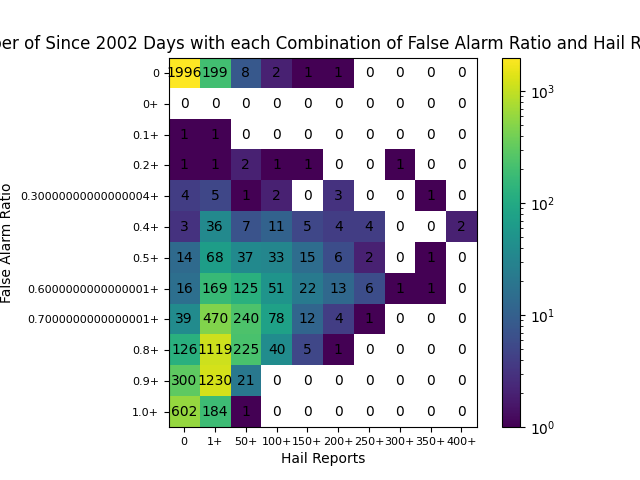 of Since 2002 Days with each Combination of False Alarm Ratio and Hail
False Alarm Ratio
0 1996 199 8 2 1 1 0 0 0 0
0+ 0 0 0 0 0 0 0 0 0 0
0.1+ 1 1 0 0 0 0 0 0 0 0
0.2+ 1 1 2 1 1 0 0 1 0 0
0.30000000000000004+ 4 5 1 2 0 3 0 0 1 0
0.4+ 3 36 7 11 5 4 4 0 0 2
0.5+ 14 68 37 33 15 6 2 0 1 0
0.6000000000000001+ 16 169 125 51 22 13 6 1 1 0
0.7000000000000001+ 39 470 240 78 12 4 1 0 0 0
0.8+ 126 1119 225 40 5 1 0 0 0 0
0.9+ 300 1230 21 0 0 0 0 0 0 0
1.0+ 602 184 1 0 0 0 0 0 0 0
0 1+ 50+ 100+ 150+ 200+ 250+ 300+ 350+ 400+
Hail Reports
10³
10²
10¹
10⁰